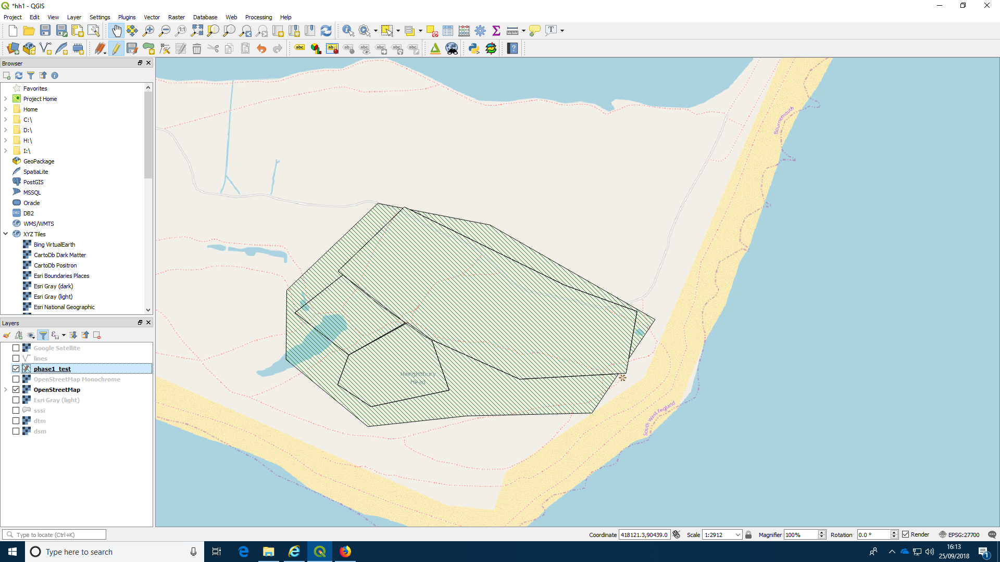 *hh1 - QGIS
Project Edit View Layer Settings Plugins Vector Raster Database Web Processing Help
Browser
Favorites
Project Home
Home
C:\
D:\
H:\
I:\
GeoPackage
SpatiaLite
PostGIS
MSSQL
Oracle
DB2 DB2
WMS/WMTS
XYZ Tiles
Bing VirtualEarth
CartoDb Dark Matter
CartoDb Positron
Esri Boundaries Places
Esri Gray (dark)
Esri Gray (light)
Esri National Geographic
Layers
Google Satellite
lines
phase1_test
OpenStreetMap Monochrome
OpenStreetMap
Esri Gray (light)
sssi
dtm
dsm
Bournemouth
Hengistbury
Head
South West England
Type to locate (Ctrl+K)
Coordinate 418121.3,90439.0 Scale 1:2912 Magnifier 100% Rotation 0.0 ° Render EPSG:27700
Type here to search
16:13
25/09/2018
1